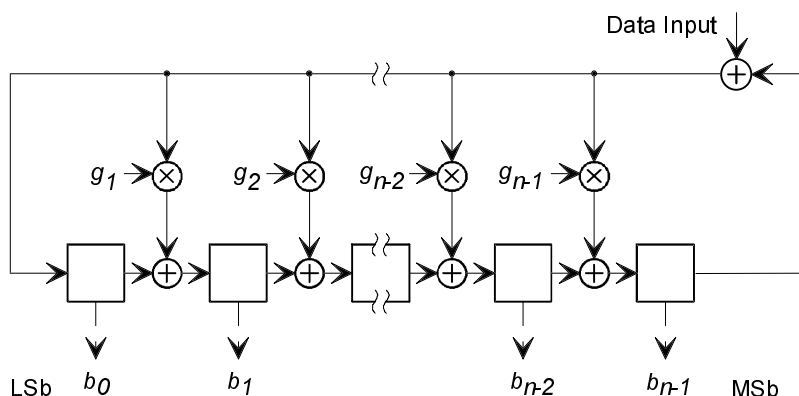 Data Input
g1 g2 gn-2 gn-1
b0 b1 bn-2 bn-1
LSb MSb